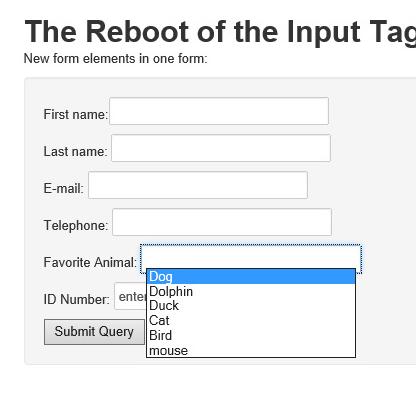 The Reboot of the Input Tag
New form elements in one form:
First name:
Last name:
E-mail:
Telephone:
Favorite Animal:
Dog
Dolphin
Duck
Cat
Bird
mouse
ID Number:
Submit Query